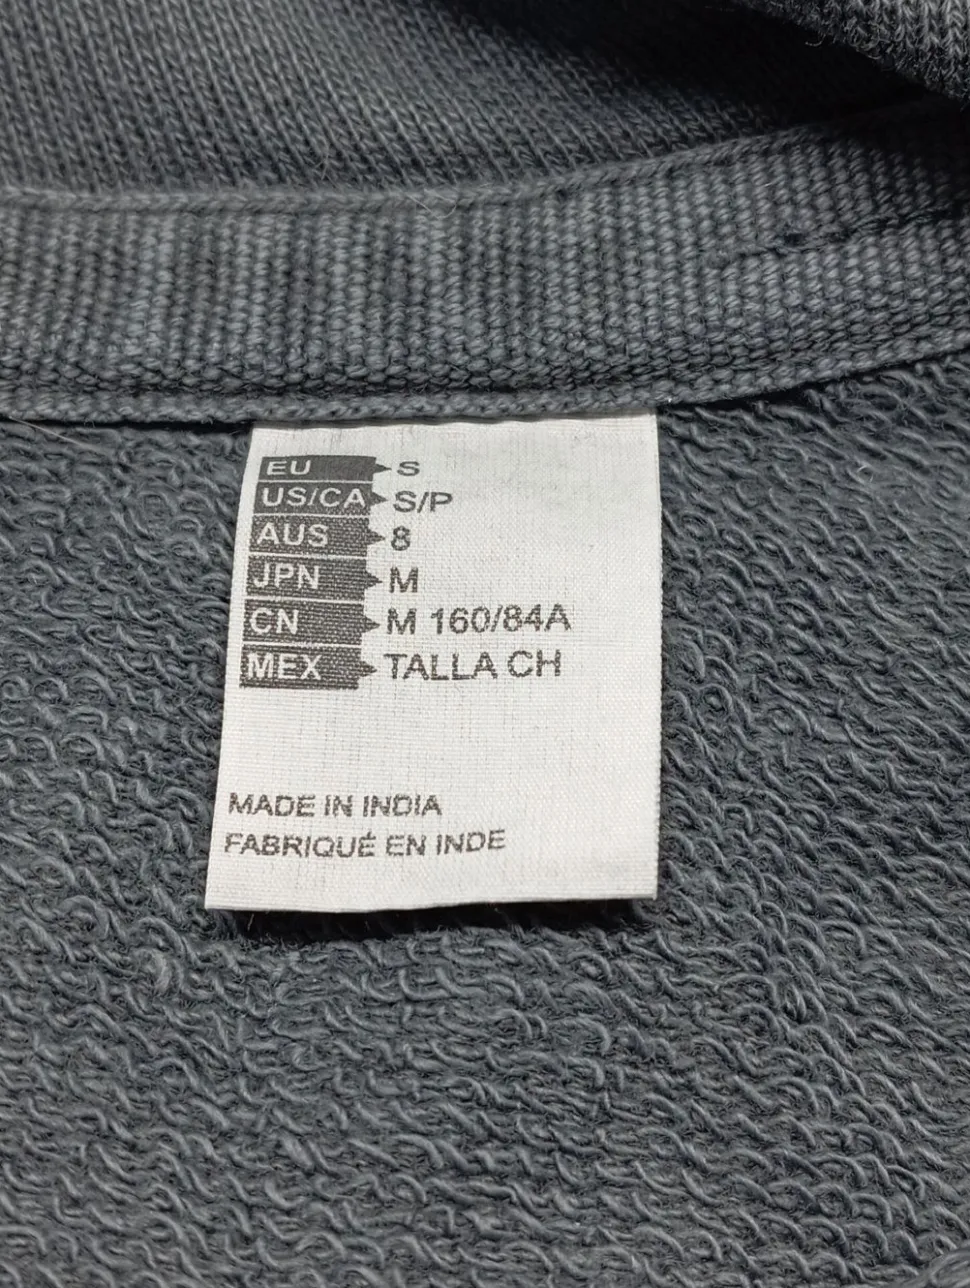 EU S
US/CA S/P
AUS 8
JPN M
CN M 160/84A
MEX TALLA CH
MADE IN INDIA
FABRIQUÉ EN INDE